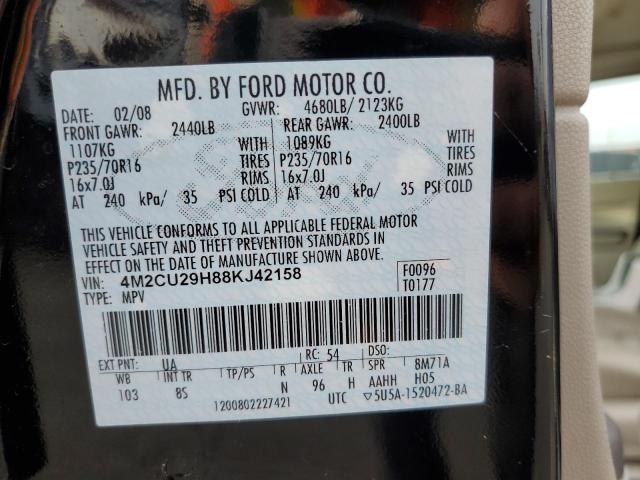 MFD. BY FORD MOTOR CO.
DATE: 02/08 GVWR: 4680LB/ 2123KG
FRONT GAWR: 2440LB REAR GAWR: 2400LB
1107KG WITH 1089KG WITH
P235/70R16 TIRES P235/70R16 TIRES
16x7.0J RIMS 16x7.0J RIMS
AT 240 kPa/ 35 PSI COLD AT 240 kPa/ 35 PSI COLD
THIS VEHICLE CONFORMS TO ALL APPLICABLE FEDERAL MOTOR
VEHICLE SAFETY AND THEFT PREVENTION STANDARDS IN
EFFECT ON THE DATE OF MANUFACTURE SHOWN ABOVE.
VIN: 4M2CU29H88KJ42158 F0096
TYPE: MPV T0177
EXT PNT: UA RC: 54 DSO:
WB INT TR TP/PS R AXLE TR SPR 8M71A
103 8S N 96 H AAHH H05
1200802227421 UTC ▽5U5A-1520472-BA